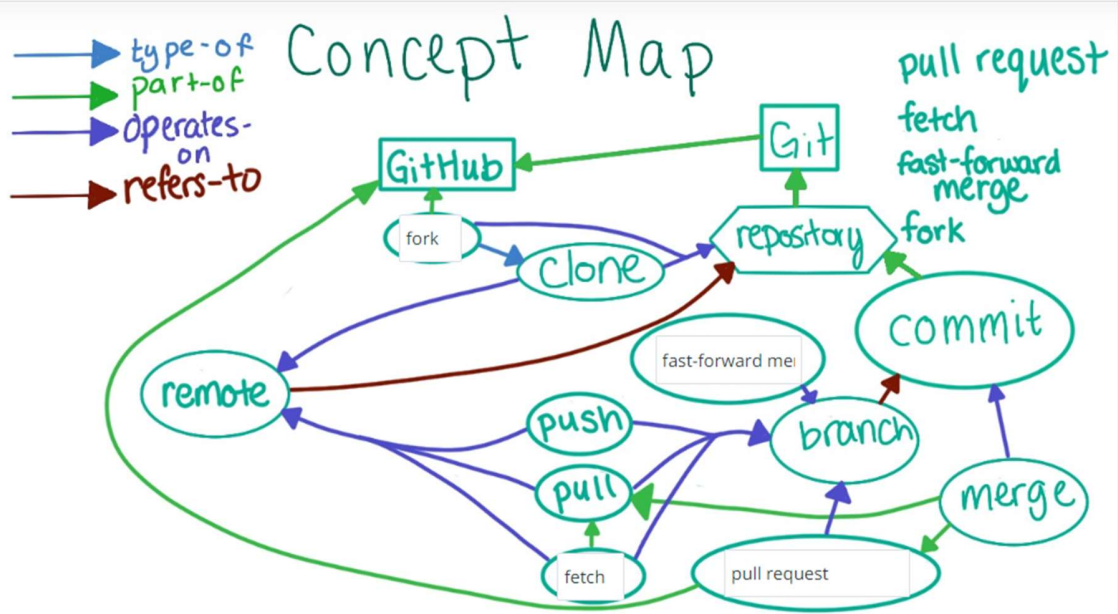 type-of
part-of
operates-
on
refers-to
Concept Map
pull request
fetch
fast-forward
merge
fork
GitHub
Git
fork
clone
repository
commit
fast-forward me
remote
push
branch
pull
merge
fetch
pull request